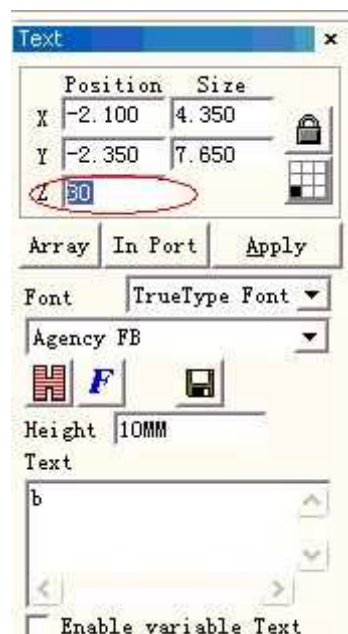 Text
Position Size
X -2.100 4.350
Y -2.350 7.650
Z 30
Array In Port Apply
Font TrueType Font
Agency FB
F
Height 10MM
Text
b
Enable variable Text